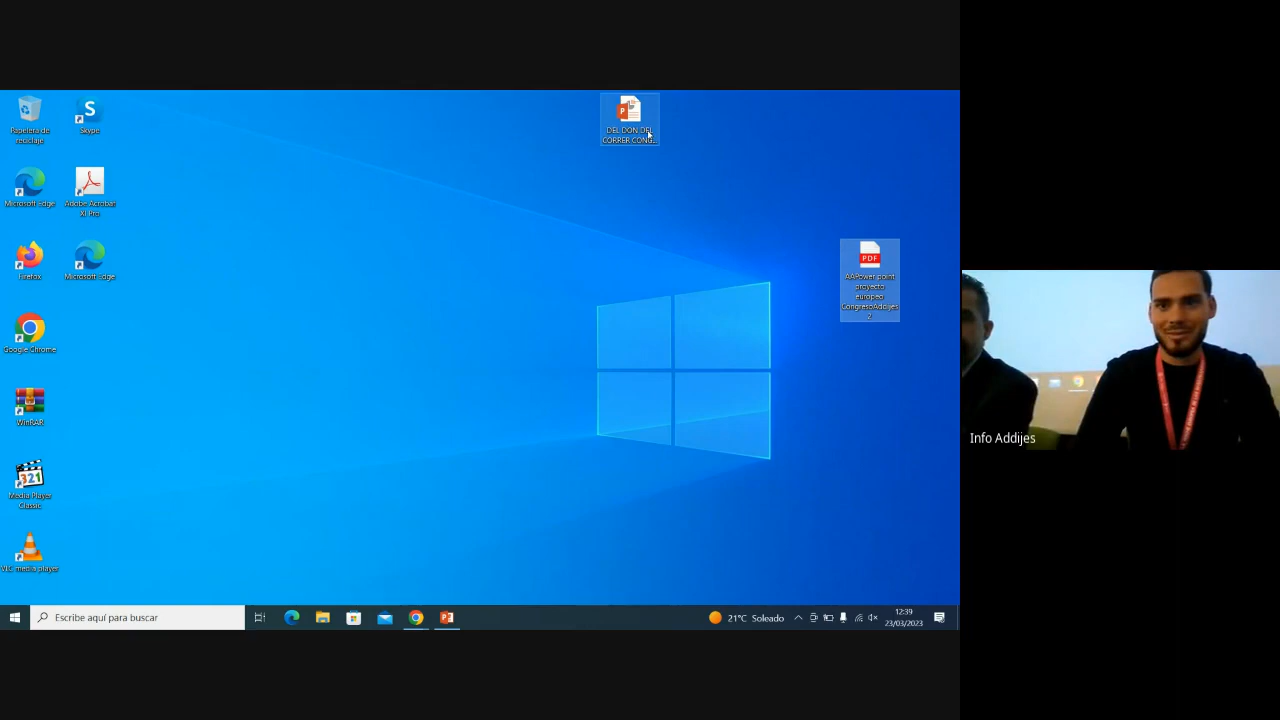 Papelera de
reciclaje
Skype
DEL DON DEL
CORRER CONG...
Microsoft Edge
Adobe Acrobat
XI Pro
Firefox
Microsoft Edge
PDF
AAPower point
proyecto
europeo
CongresoAddijes
2
Google Chrome
WinRAR
321
Media Player
Classic
VLC media player
Info Addijes
Escribe aquí para buscar
21°C Soleado
12:39
23/03/2023